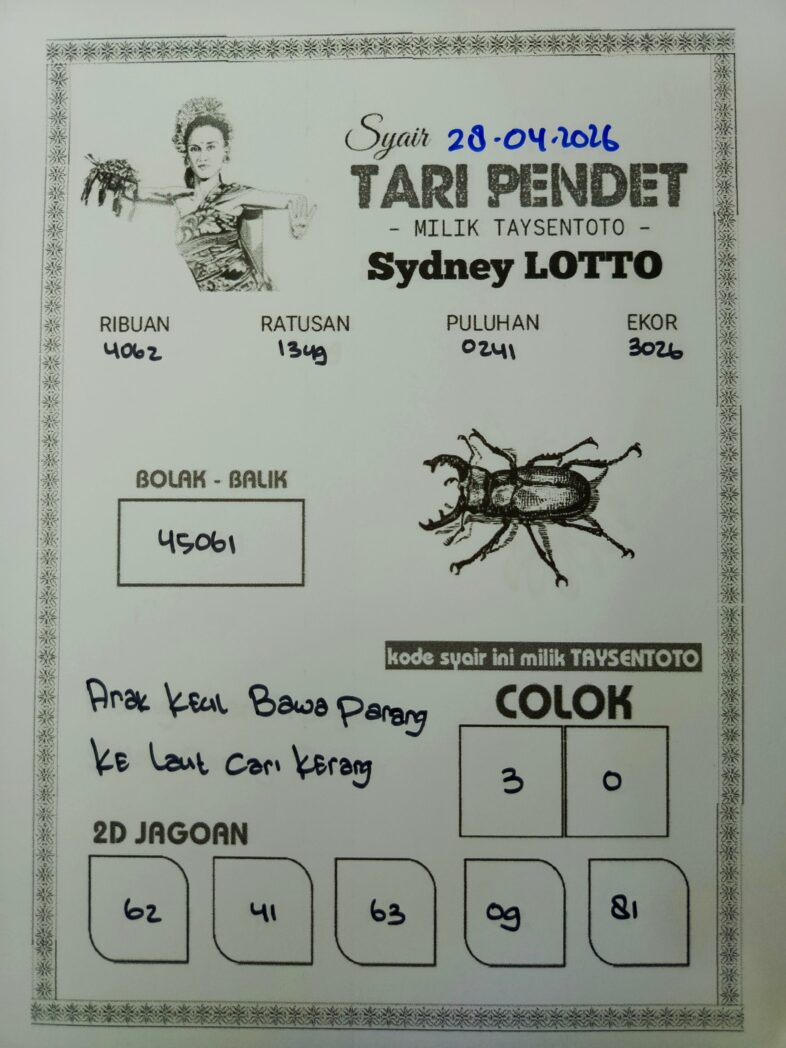 Syair 28.04.2026
TARI PENDET
- MILIK TAYSENTOTO -
Sydney LOTTO
RIBUAN RATUSAN PULUHAN EKOR
4062 1349 0241 3026
BOLAK - BALIK
45061
kode syair ini milik TAYSENTOTO
Anak Kecil Bawa Parang
KE Laut Cari KErang
COLOK
3 0
2D JAGOAN
62 41 63 09 81